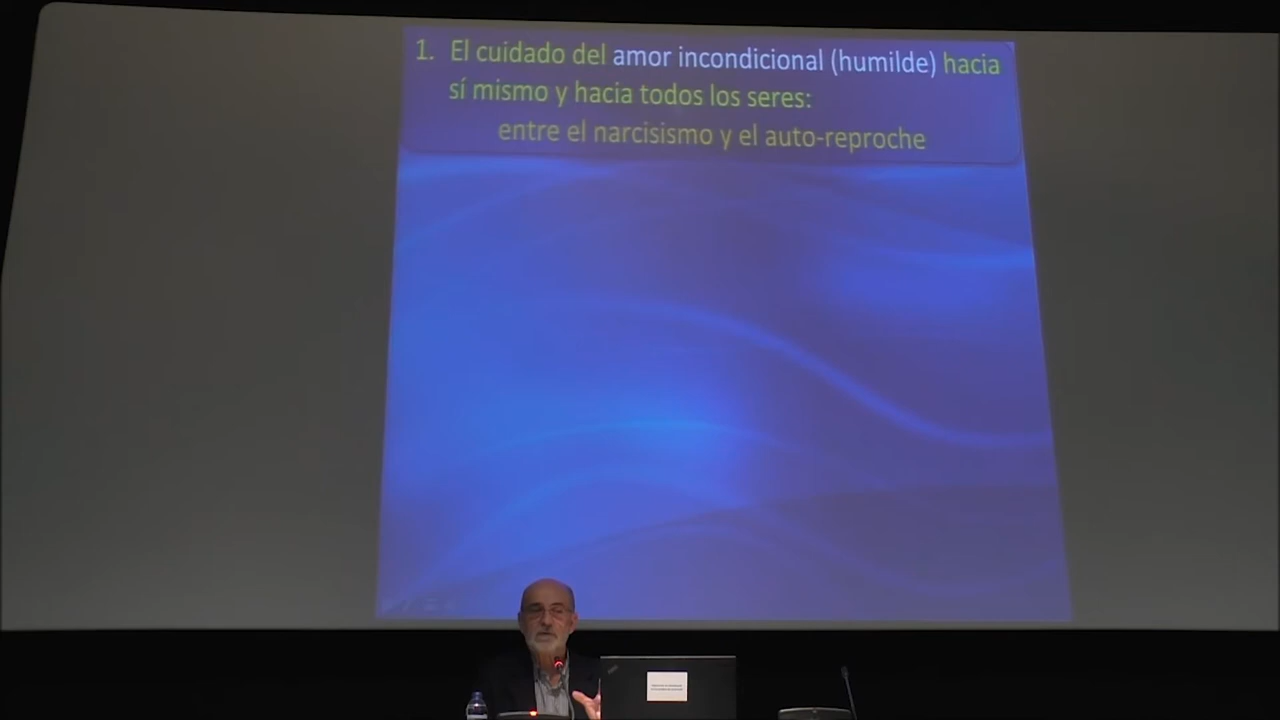 1. El cuidado del amor incondicional (humilde) hacia
sí mismo y hacia todos los seres:
entre el narcisismo y el auto-reproche